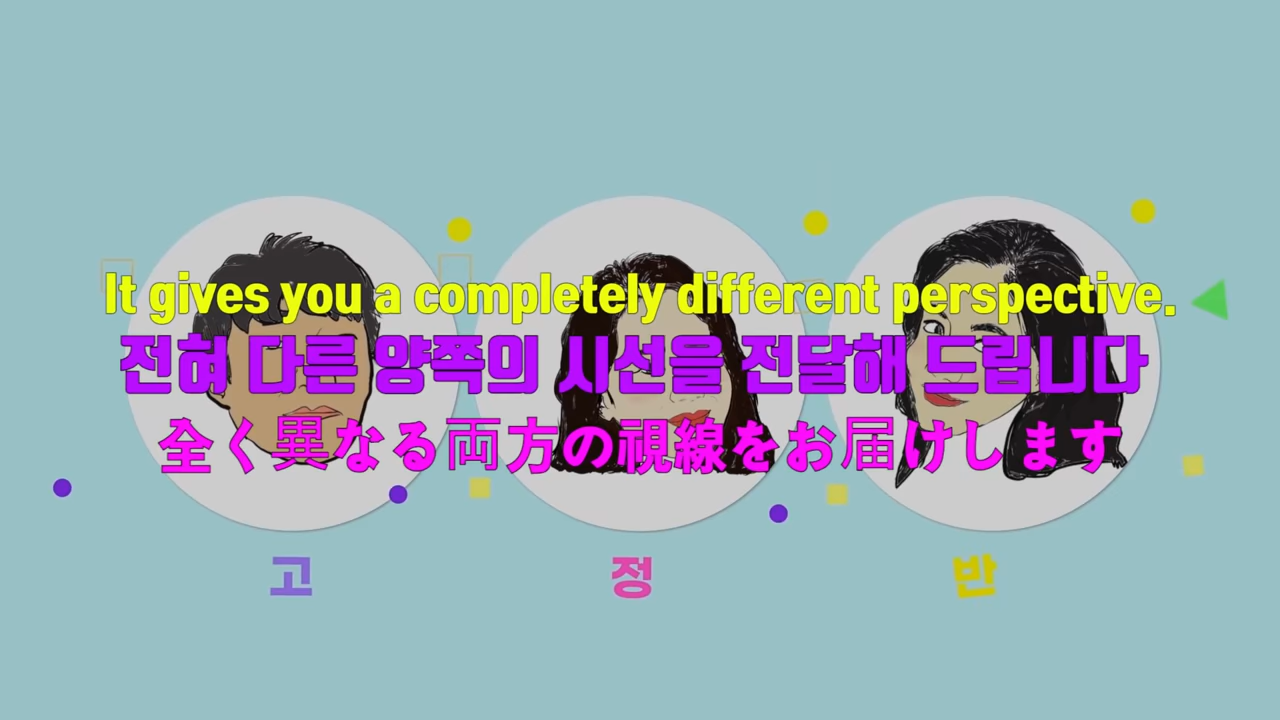 It gives you a completely different perspective.
전혀 다른 양쪽의 시선을 전달해 드립니다
全く異なる両方の視線をお届けします
고 정 반